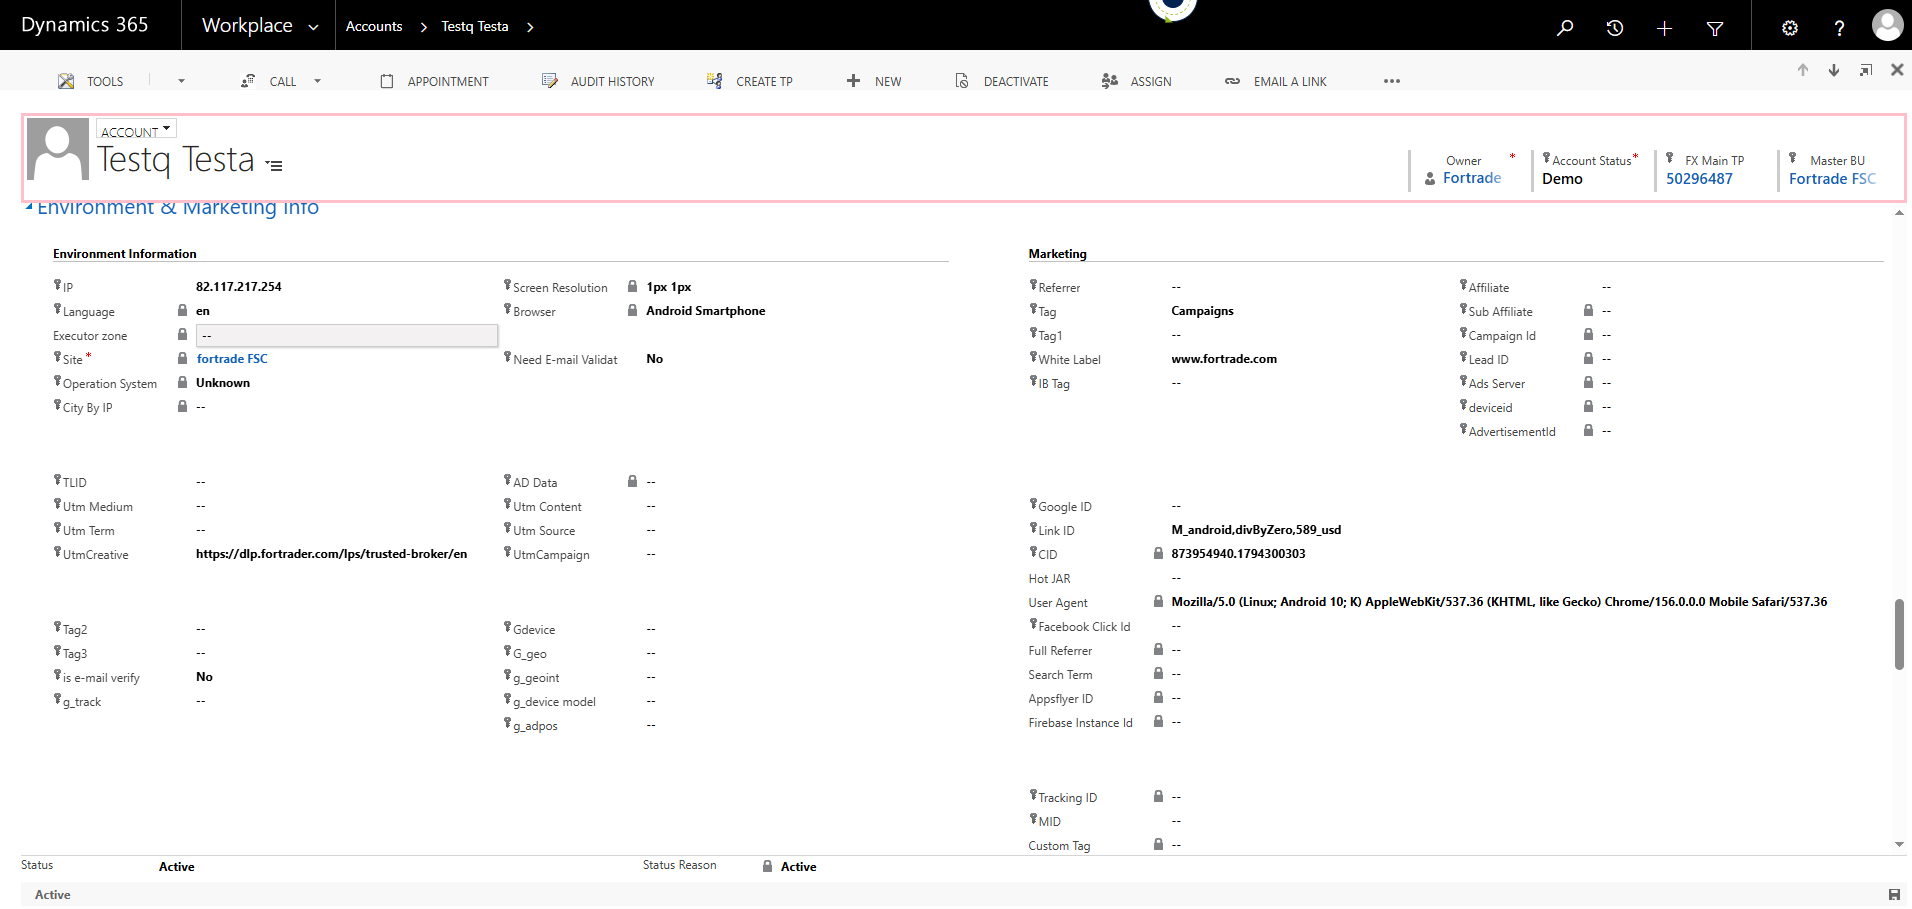 Dynamics 365 Workplace Accounts Testq Testa
TOOLS CALL APPOINTMENT AUDIT HISTORY CREATE TP NEW DEACTIVATE ASSIGN EMAIL A LINK
ACCOUNT
Testq Testa
Owner* Account Status* FX Main TP Master BU
Fortrade Demo 50296487 Fortrade FSC
Environment & Marketing Info
Environment Information
IP 82.117.217.254 Screen Resolution 1px 1px
Language en Browser Android Smartphone
Executor zone --
Site* fortrade FSC Need E-mail Validat No
Operation System Unknown
City By IP --
TLID -- AD Data --
Utm Medium -- Utm Content --
Utm Term -- Utm Source --
UtmCreative https://dlp.fortrader.com/lps/trusted-broker/en UtmCampaign --
Tag2 -- Gdevice --
Tag3 -- G_geo --
is e-mail verify No g_geoint --
g_track -- g_device model --
g_adpos --
Marketing
Referrer -- Affiliate --
Tag Campaigns Sub Affiliate --
Tag1 -- Campaign Id --
White Label www.fortrade.com Lead ID --
IB Tag -- Ads Server --
deviceid --
AdvertisementId --
Google ID --
Link ID M_android,divByZero,589_usd
CID 873954940.1794300303
Hot JAR --
User Agent Mozilla/5.0 (Linux; Android 10; K) AppleWebKit/537.36 (KHTML, like Gecko) Chrome/156.0.0.0 Mobile Safari/537.36
Facebook Click Id --
Full Referrer --
Search Term --
Appsflyer ID --
Firebase Instance Id --
Tracking ID --
MID --
Custom Tag --
Status Active Status Reason Active
Active